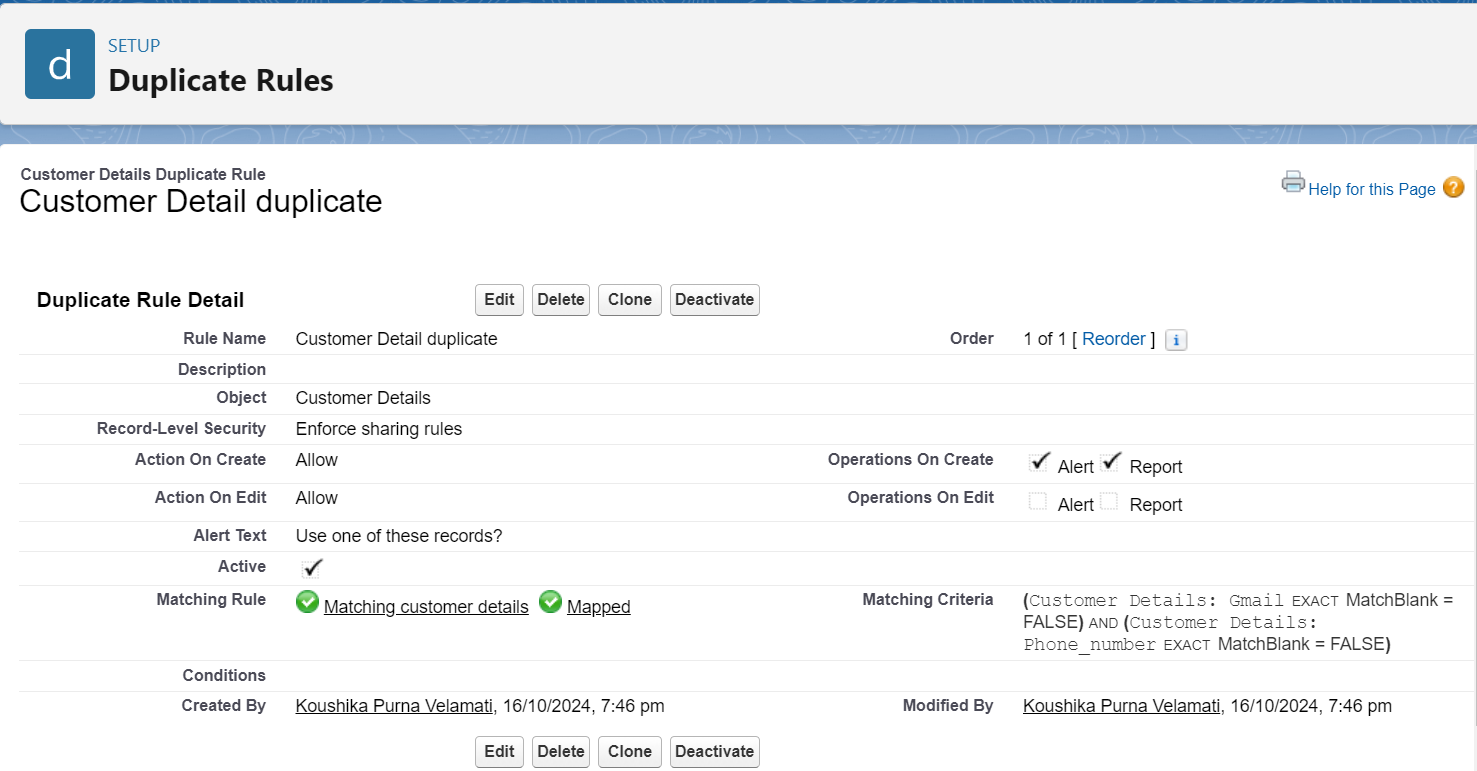 d
SETUP
Duplicate Rules
Customer Details Duplicate Rule
Customer Detail duplicate
Help for this Page ?
Duplicate Rule Detail Edit Delete Clone Deactivate
Rule Name Customer Detail duplicate Order 1 of 1 [ Reorder ] i
Description
Object Customer Details
Record-Level Security Enforce sharing rules
Action On Create Allow Operations On Create Alert Report
Action On Edit Allow Operations On Edit Alert Report
Alert Text Use one of these records?
Active
Matching Rule Matching customer details Mapped Matching Criteria (Customer Details: Gmail EXACT MatchBlank =
FALSE) AND (Customer Details:
Phone_number EXACT MatchBlank = FALSE)
Conditions
Created By Koushika Purna Velamati, 16/10/2024, 7:46 pm Modified By Koushika Purna Velamati, 16/10/2024, 7:46 pm
Edit Delete Clone Deactivate